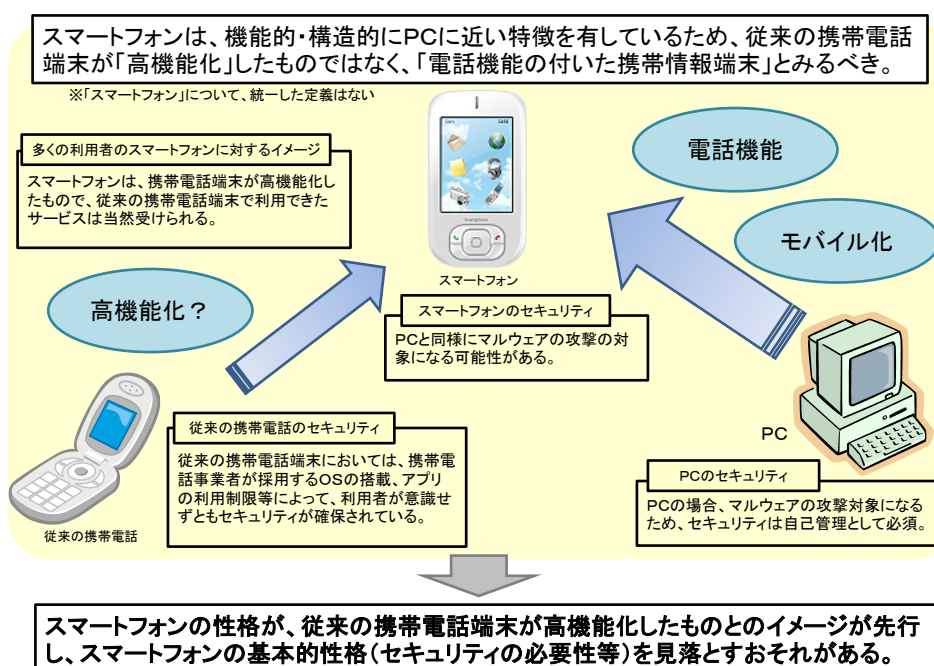 スマートフォンは、機能的・構造的にPCに近い特徴を有しているため、従来の携帯電話
端末が「高機能化」したものではなく、「電話機能の付いた携帯情報端末」とみるべき。
※「スマートフォン」について、統一した定義はない
多くの利用者のスマートフォンに対するイメージ
スマートフォンは、携帯電話端末が高機能化し
たもので、従来の携帯電話端末で利用できた
サービスは当然受けられる。
電話機能
モバイル化
スマートフォン
高機能化？
スマートフォンのセキュリティ
PCと同様にマルウェアの攻撃の対
象になる可能性がある。
従来の携帯電話のセキュリティ
従来の携帯電話端末においては、携帯電
話事業者が採用するOSの搭載、アプリ
の利用制限等によって、利用者が意識せ
ずともセキュリティが確保されている。
従来の携帯電話
PC
PCのセキュリティ
PCの場合、マルウェアの攻撃対象になる
ため、セキュリティは自己管理として必須。
スマートフォンの性格が、従来の携帯電話端末が高機能化したものとのイメージが先行
し、スマートフォンの基本的性格（セキュリティの必要性等）を見落とすおそれがある。